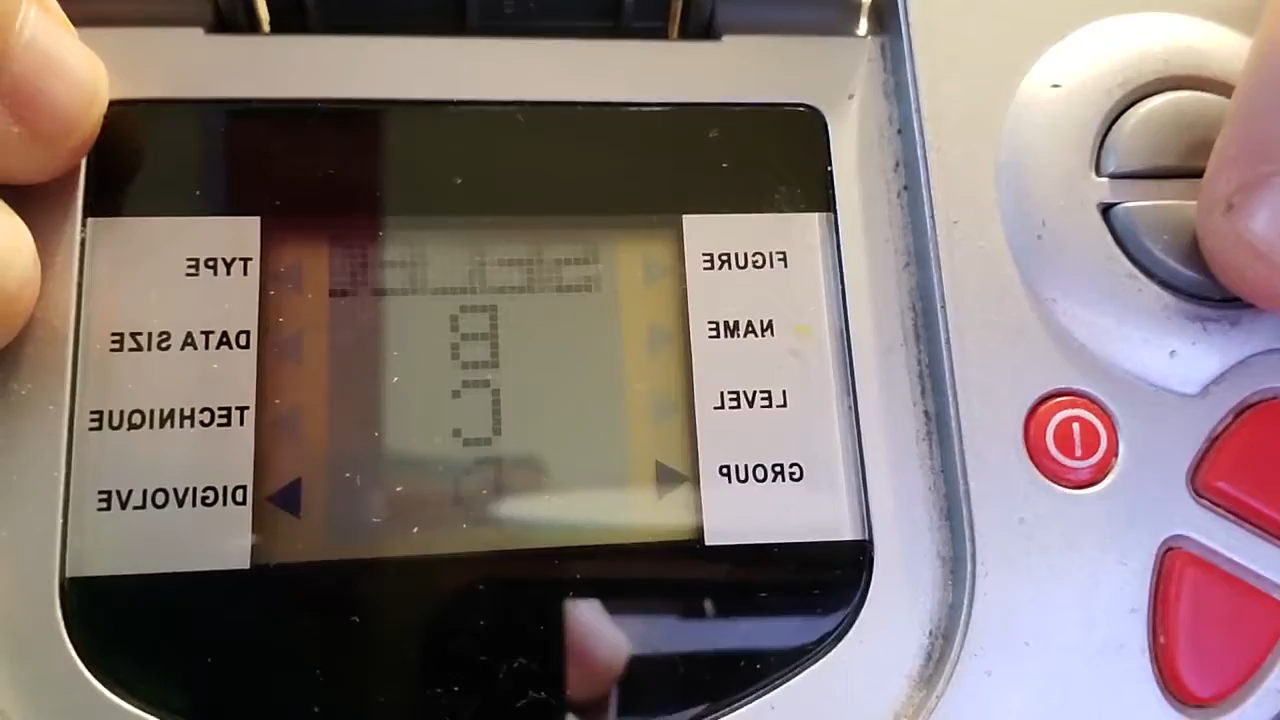 FIGURE
NAME
LEVEL
GROUP
B
C
TYPE
DATA SIZE
TECHNIQUE
DIGIVOLVE